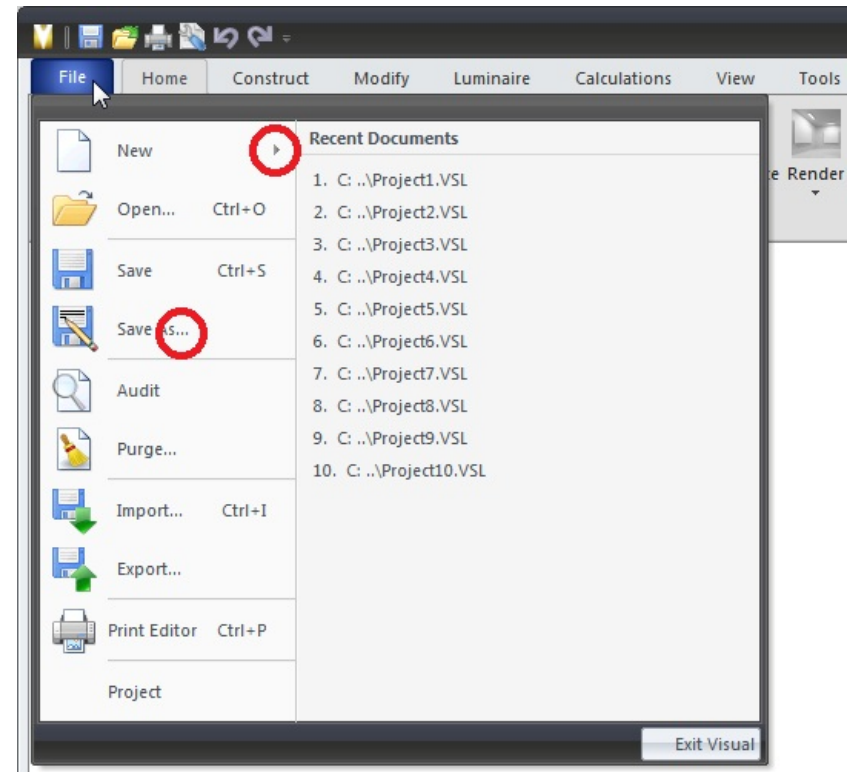 File Home Construct Modify Luminaire Calculations View Tools
Render
New
Open... Ctrl+O
Save Ctrl+S
Save As...
Audit
Purge...
Import... Ctrl+I
Export...
Print Editor Ctrl+P
Project
Recent Documents
1. C: ..\Project1.VSL
2. C: ..\Project2.VSL
3. C: ..\Project3.VSL
4. C: ..\Project4.VSL
5. C: ..\Project5.VSL
6. C: ..\Project6.VSL
7. C: ..\Project7.VSL
8. C: ..\Project8.VSL
9. C: ..\Project9.VSL
10. C: ..\Project10.VSL
Exit Visual